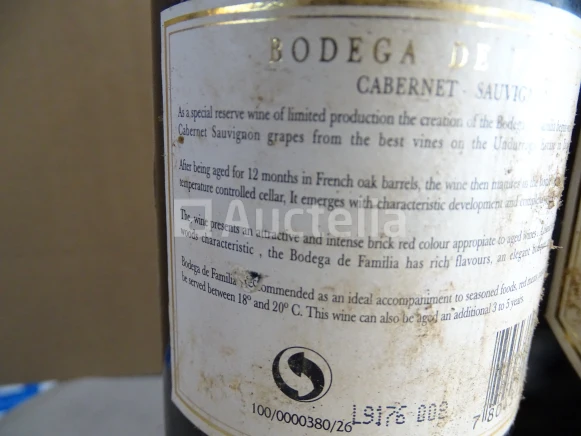 BODEGA DE
CABERNET - SAUVIG
As a special reserve wine of limited production the creation of the Bodega
Cabernet Sauvignon grapes from the best vines on the
After being aged for 12 months in French oak barrels, the wine then
temperature controlled cellar, It emerges with characteristic development and
Auctelia
The wine presents an attractive and intense brick red colour appropiate to aged wines.
woods characteristic , the Bodega de Familia has rich flavours, an elegant
Bodega de Familia is recommended as an ideal accompaniment to seasoned foods, red meats
be served between 18º and 20º C. This wine can also be aged an additional 3 to 5 years
100/0000380/26
L9176 008
780